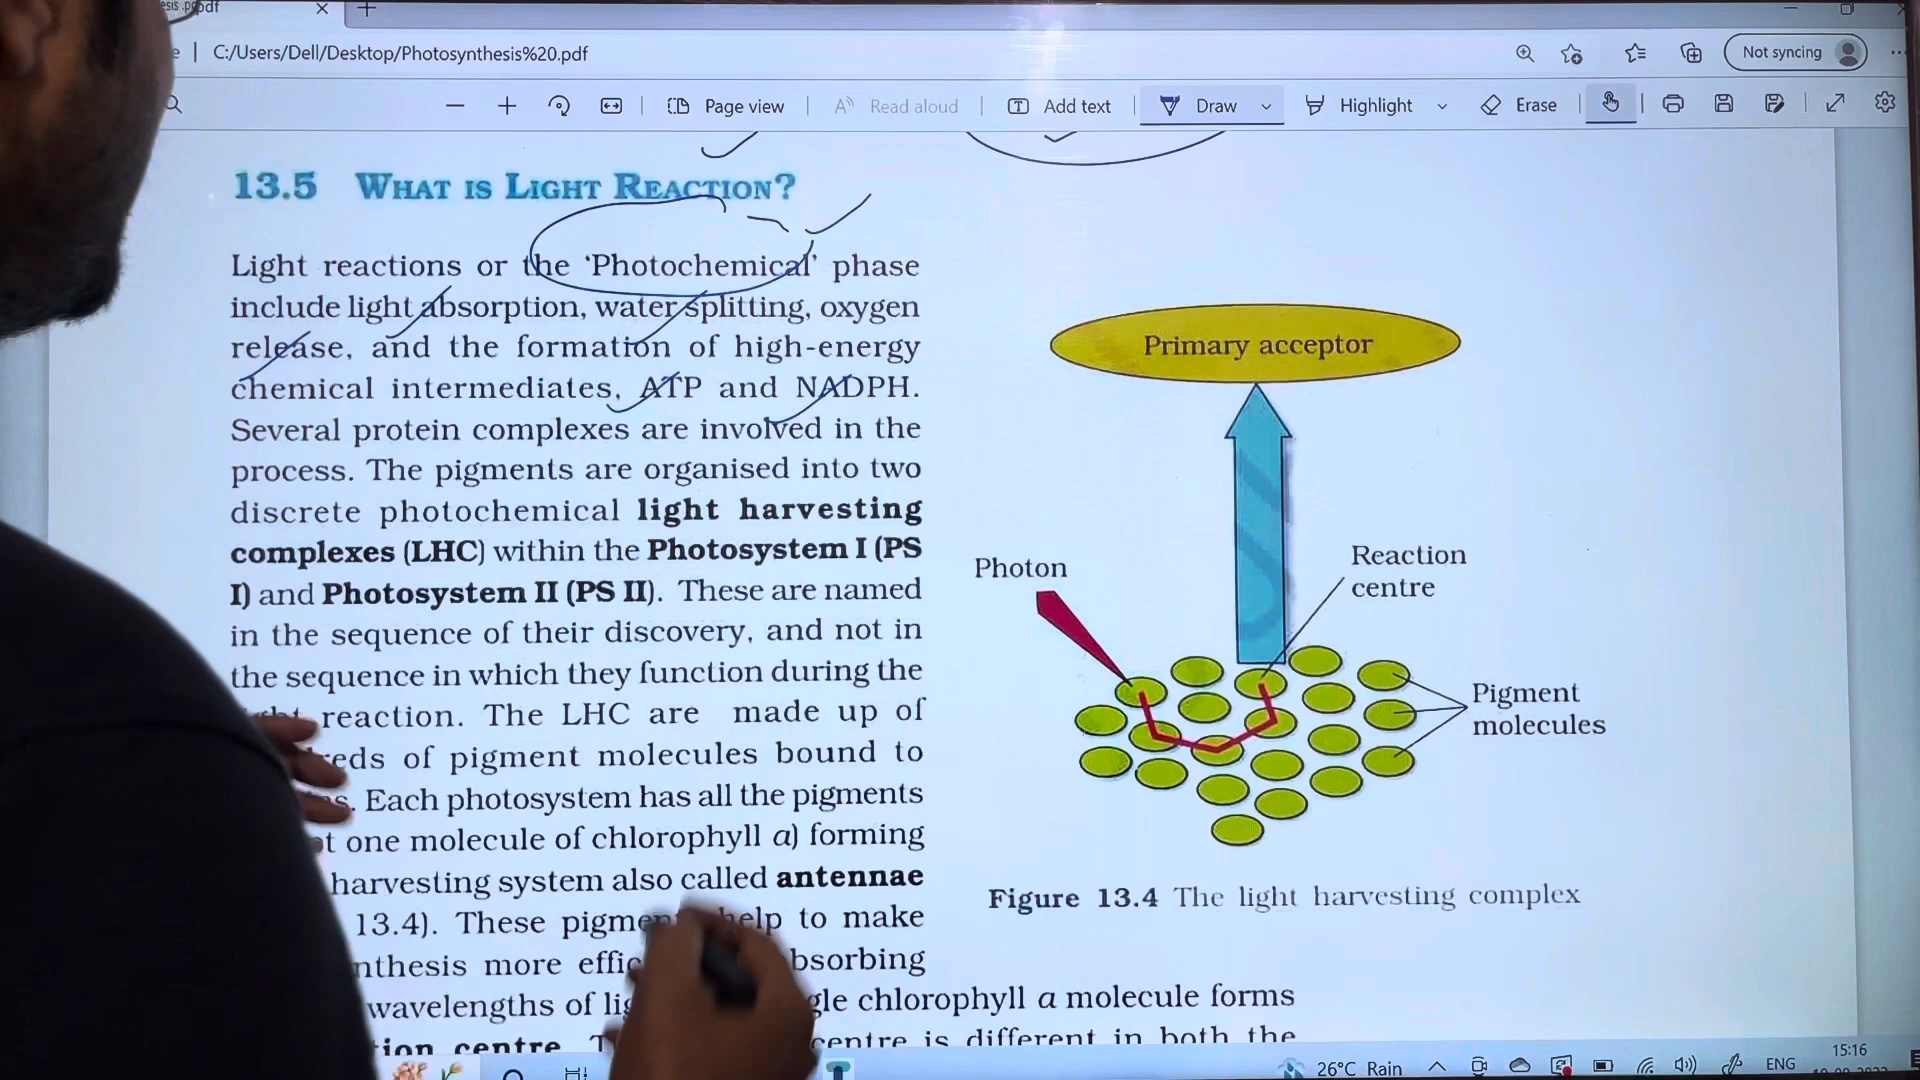 C:/Users/Dell/Desktop/Photosynthesis%20.pdf
Not syncing
Page view
Read aloud
Add text
Draw
Highlight
Erase
13.5 WHAT IS LIGHT REACTION?
Light reactions or the ‘Photochemical’ phase
include light absorption, water splitting, oxygen
release, and the formation of high-energy
chemical intermediates, ATP and NADPH.
Several protein complexes are involved in the
process. The pigments are organised into two
discrete photochemical light harvesting
complexes (LHC) within the Photosystem I (PS
I) and Photosystem II (PS II). These are named
in the sequence of their discovery, and not in
the sequence in which they function during the
reaction. The LHC are made up of
of pigment molecules bound to
Each photosystem has all the pigments
one molecule of chlorophyll a) forming
harvesting system also called antennae
13.4). These help to make
more
wavelengths of chlorophyll a molecule forms
centre. centre is different in both the
Primary acceptor
Photon
Reaction
centre
Pigment
molecules
Figure 13.4 The light harvesting complex
26°C Rain
ENG
15:16